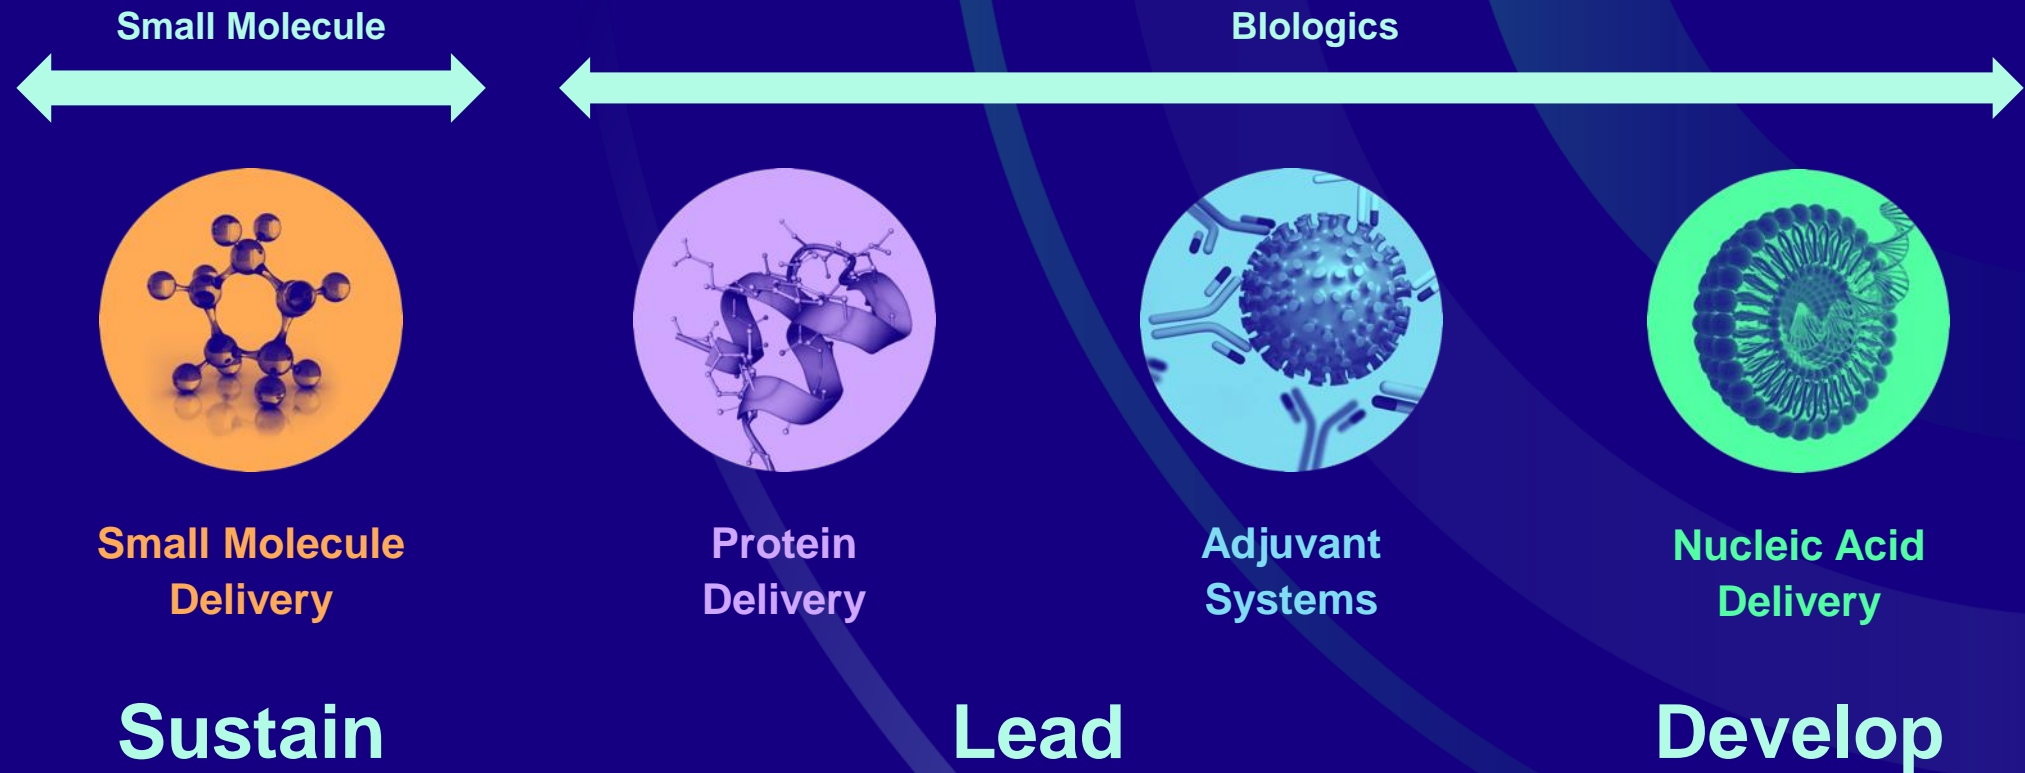 Small Molecule
BIologics
Small Molecule
Delivery
Protein
Delivery
Adjuvant
Systems
Nucleic Acid
Delivery
Sustain
Lead
Develop